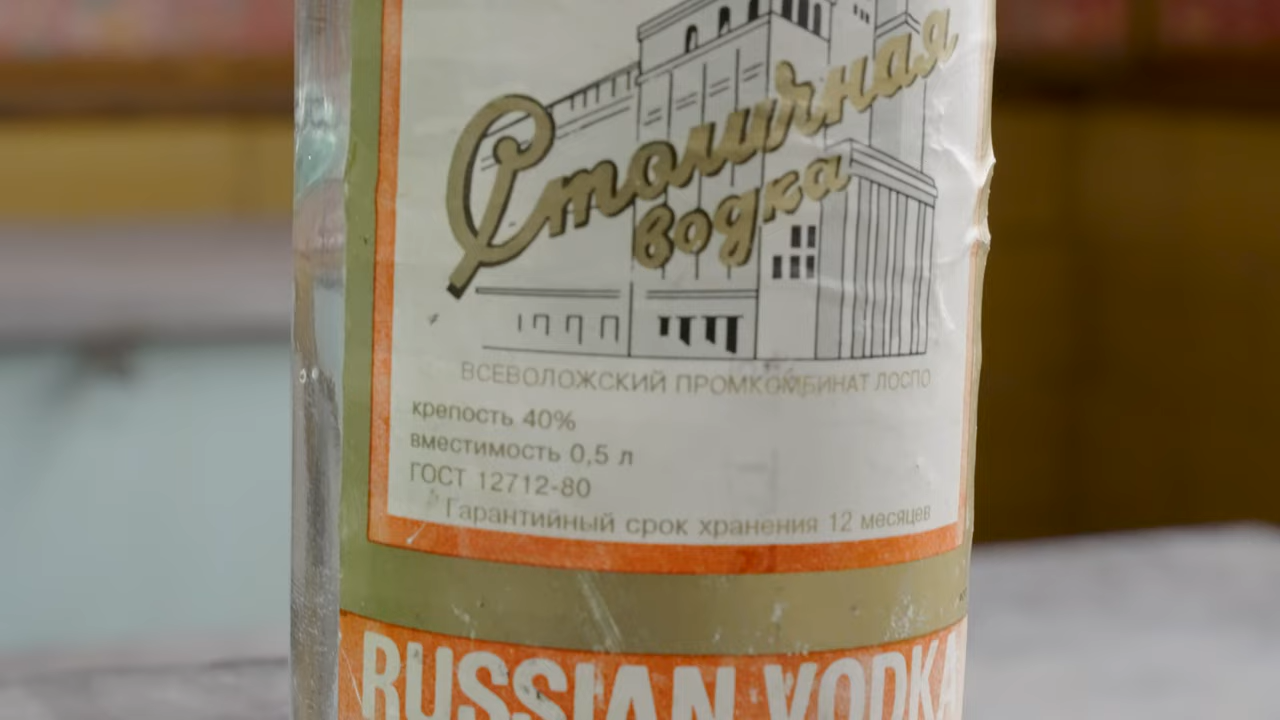 Столичная
водка
ВСЕВОЛОЖСКИЙ ПРОМКОМБИНАТ ЛОСПО
крепость 40%
вместимость 0,5 л
ГОСТ 12712-80
Гарантийный срок хранения 12 месяцев
RUSSIAN VODKA